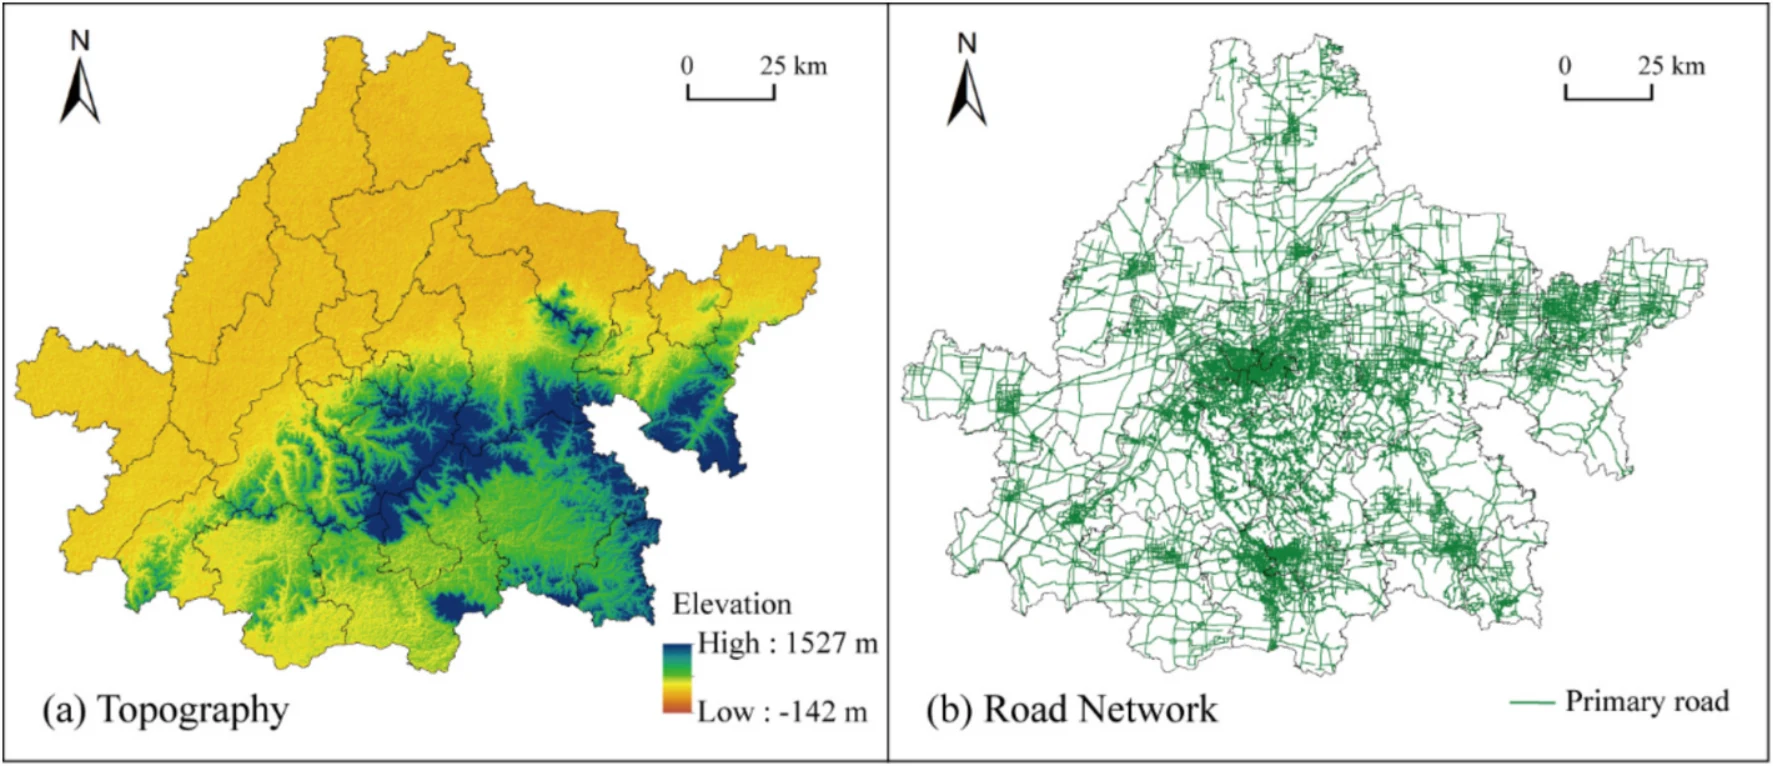 N
0 25 km
Elevation
High : 1527 m
Low : -142 m
(a) Topography
N
0 25 km
(b) Road Network
Primary road